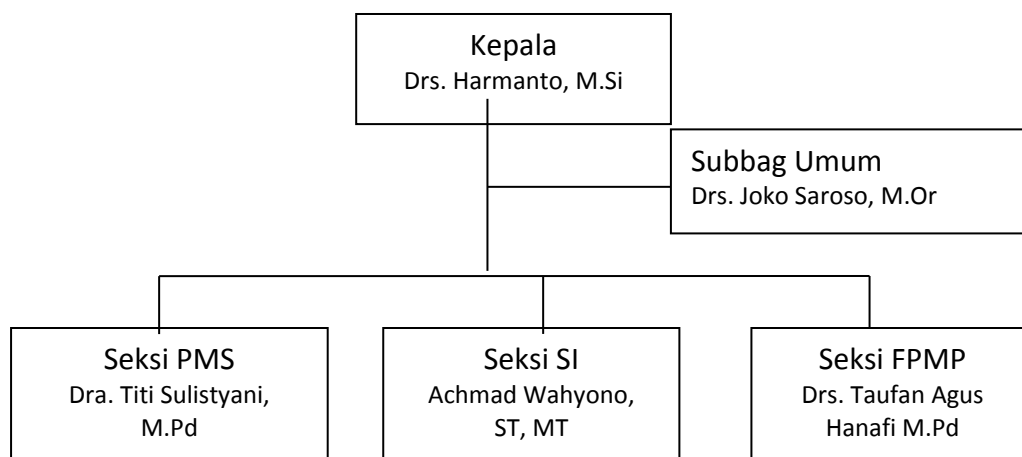 Kepala
Drs. Harmanto, M.Si
Subbag Umum
Drs. Joko Saroso, M.Or
Seksi PMS
Dra. Titi Sulistyani,
M.Pd
Seksi SI
Achmad Wahyono,
ST, MT
Seksi FPMP
Drs. Taufan Agus
Hanafi M.Pd